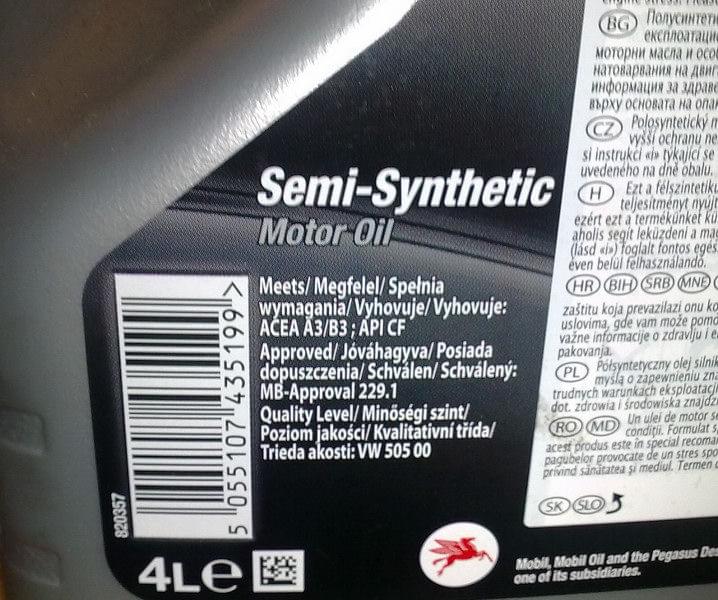 Semi-Synthetic
Motor Oil
Meets/ Megfelel/ Spełnia
wymagania/ Vyhovuje/ Vyhovuje:
ACEA A3/B3 ; API CF
Approved/ Jóváhagyva/ Posiada
dopuszczenia/ Schválen/ Schválený:
MB-Approval 229.1
Quality Level/ Minőségi szint/
Poziom jakości/ Kvalitativní třída/
Trieda akosti: VW 505 00
5 055107 435199 >
820357
4L℮
BG Полусинтети
експлоатаци
моторни масла и осо
натоварвания на двиг
информация за здраве
върху основата на опа
CZ Polosyntetický m
vyšší ochranu ne
si instrukci «i» týkající se
uvedeného na dně obalu.
H Ezt a félszintetiku
teljesítményt nyújt
ezért ezt a termékünket kü
aholis segít leküzdeni a ma
(lásd «i») foglalt fontos egés
éven belül felhasználandó.
HR BIH SRB MNE
zaštitu koja prevazilazi onu ko
uslovima, gde vam može pomo
važne informacije o zdravlju i e
pakovanja.
PL Półsyntetyczny olej silnik
myślą o zapewnieniu zna
trudnych warunkach eksploatacj
dot. zdrowia i środowiska znajdz
RO MD Un ulei de motor s
condiții. Formulat s
acest produs este în special recoman
pagubelor provocate de un stres spo
privind sănătatea și mediul. Termen d
SK SLO
Mobil, Mobil Oil and the Pegasus Des
one of its subsidiaries.